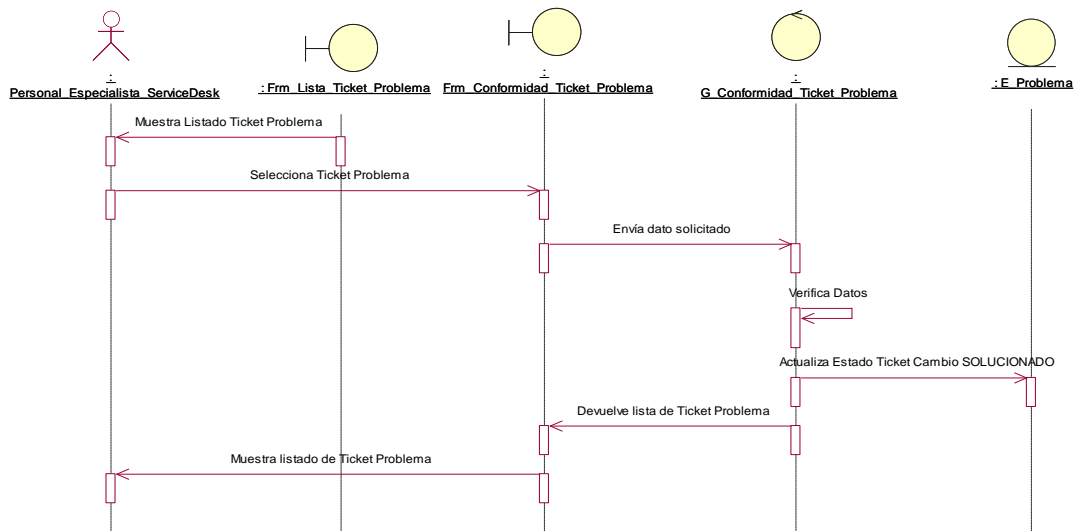 :
Personal_Especialista_ServiceDesk
: Frm_Lista_Ticket_Problema
:
Frm_Conformidad_Ticket_Problema
:
G_Conformidad_Ticket_Problema
: E_Problema
Muestra Listado Ticket Problema
Selecciona Ticket Problema
Envía dato solicitado
Verifica Datos
Actualiza Estado Ticket Cambio SOLUCIONADO
Devuelve lista de Ticket Problema
Muestra listado de Ticket Problema